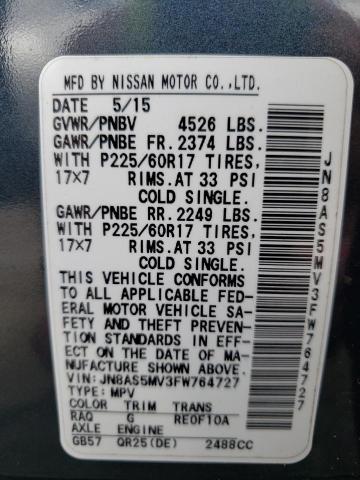 MFD BY NISSAN MOTOR CO.,LTD.
DATE 5/15
GVWR/PNBV 4526 LBS.
GAWR/PNBE FR. 2374 LBS.
WITH P225/60R17 TIRES,
17×7 RIMS.AT 33 PSI
COLD SINGLE.
GAWR/PNBE RR. 2249 LBS.
WITH P225/60R17 TIRES,
17×7 RIMS.AT 33 PSI
COLD SINGLE.
THIS VEHICLE CONFORMS
TO ALL APPLICABLE FED-
ERAL MOTOR VEHICLE SA-
FETY AND THEFT PREVEN-
TION STANDARDS IN EFF-
ECT ON THE DATE OF MA-
NUFACTURE SHOWN ABOVE.
VIN: JN8AS5MV3FW764727
TYPE: MPV
COLOR TRIM TRANS
RAQ G RE0F10A
AXLE ENGINE
GB57 QR25(DE) 2488CC
JN8AS5MV3FW764727